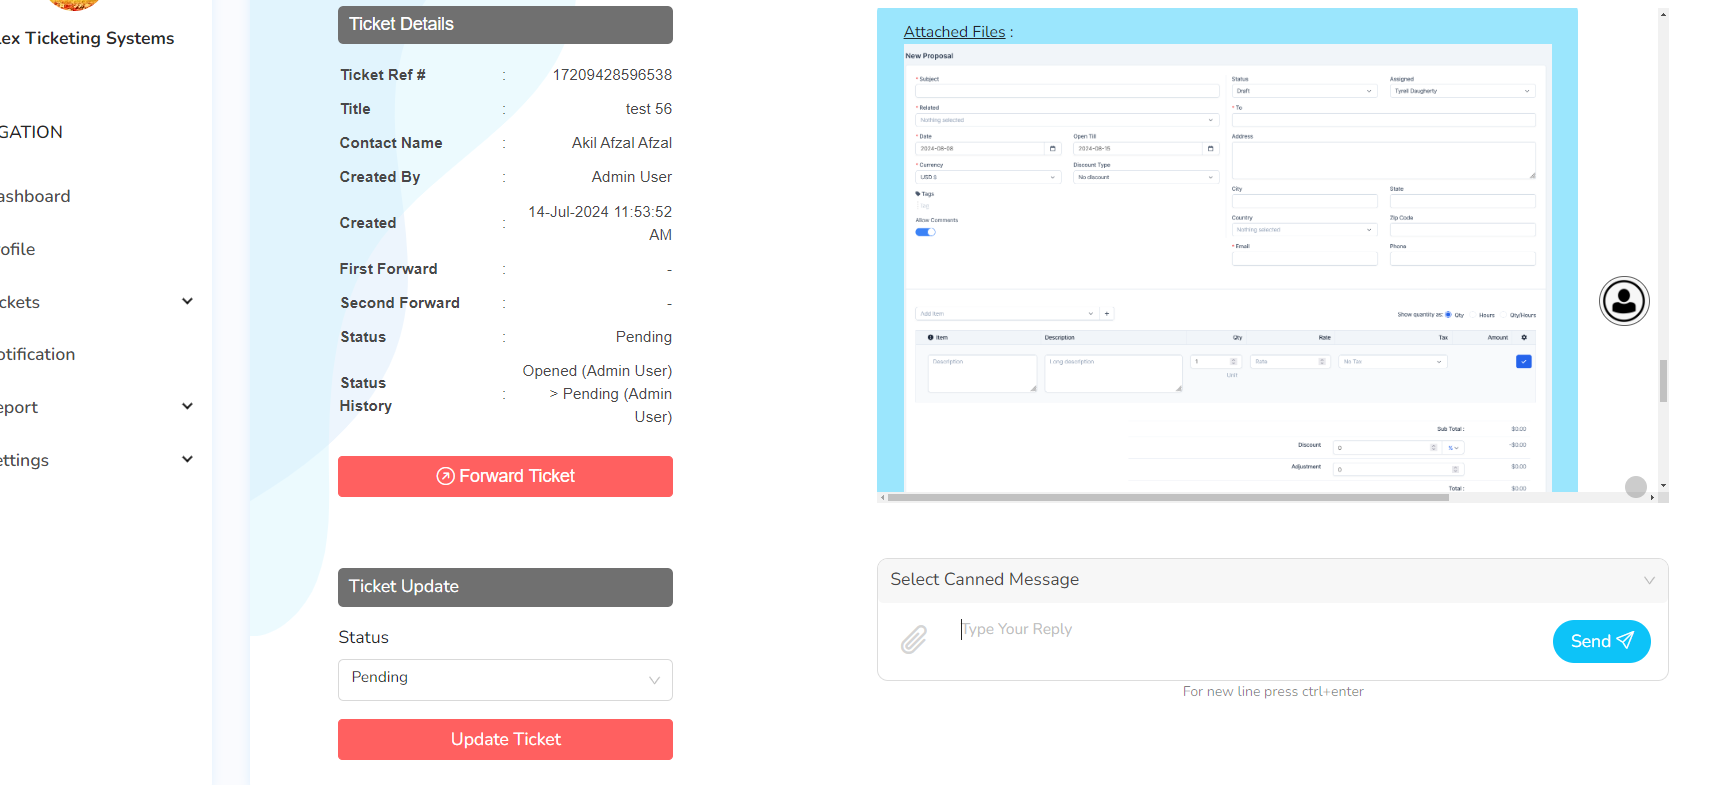 lex Ticketing Systems
GATION
ashboard
ofile
ckets
otification
eport
ettings
Ticket Details
Ticket Ref # : 17209428596538
Title : test 56
Contact Name : Akil Afzal Afzal
Created By : Admin User
Created : 14-Jul-2024 11:53:52
AM
First Forward : -
Second Forward : -
Status : Pending
Status
History : Opened (Admin User)
> Pending (Admin
User)
Forward Ticket
Ticket Update
Status
Pending
Update Ticket
Attached Files :
New Proposal
* Subject
* Related
Nothing selected
* Date
2024-08-08
Open Till
2024-08-15
* Currency
USD $
Discount Type
No discount
Tags
Tag
Allow Comments
Status
Draft
Assigned
Tyrell Daugherty
* To
Address
City
State
Country
Nothing selected
Zip Code
* Email
Phone
Add Item
+
Show quantity as: Qty Hours Qty/Hours
Item Description Qty Rate Tax Amount
Description
Long description
1
Unit
Rate
No Tax
Sub Total : $0.00
Discount 0 % -$0.00
Adjustment 0 $0.00
Total : $0.00
Select Canned Message
Type Your Reply
Send
For new line press ctrl+enter